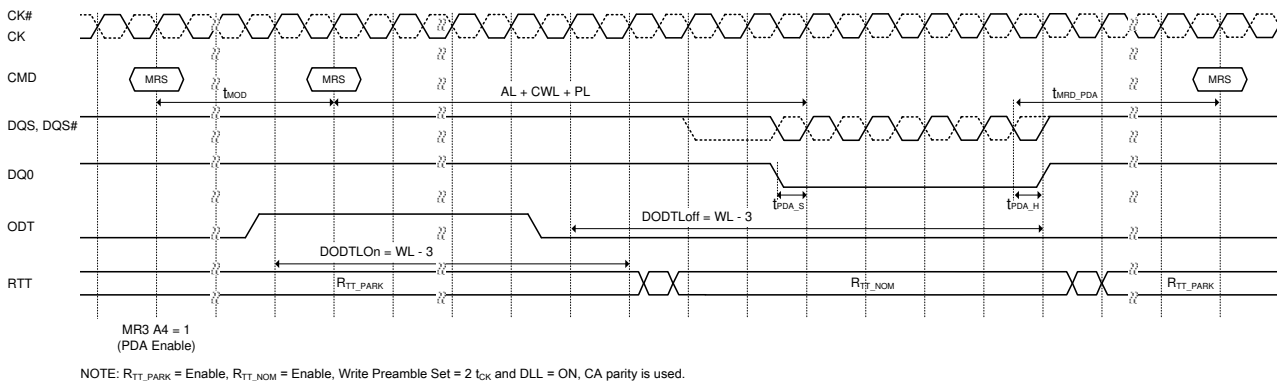 CK#
CK
CMD
MRS
MRS
MRS
tMOD
AL + CWL + PL
tMRD_PDA
DQS, DQS#
DQ0
tPDA_S
tPDA_H
ODT
DODTLoff = WL - 3
DODTLOn = WL - 3
RTT
RTT_PARK
RTT_NOM
RTT_PARK
MR3 A4 = 1
(PDA Enable)
NOTE: RTT_PARK = Enable, RTT_NOM = Enable, Write Preamble Set = 2 tCK and DLL = ON, CA parity is used.